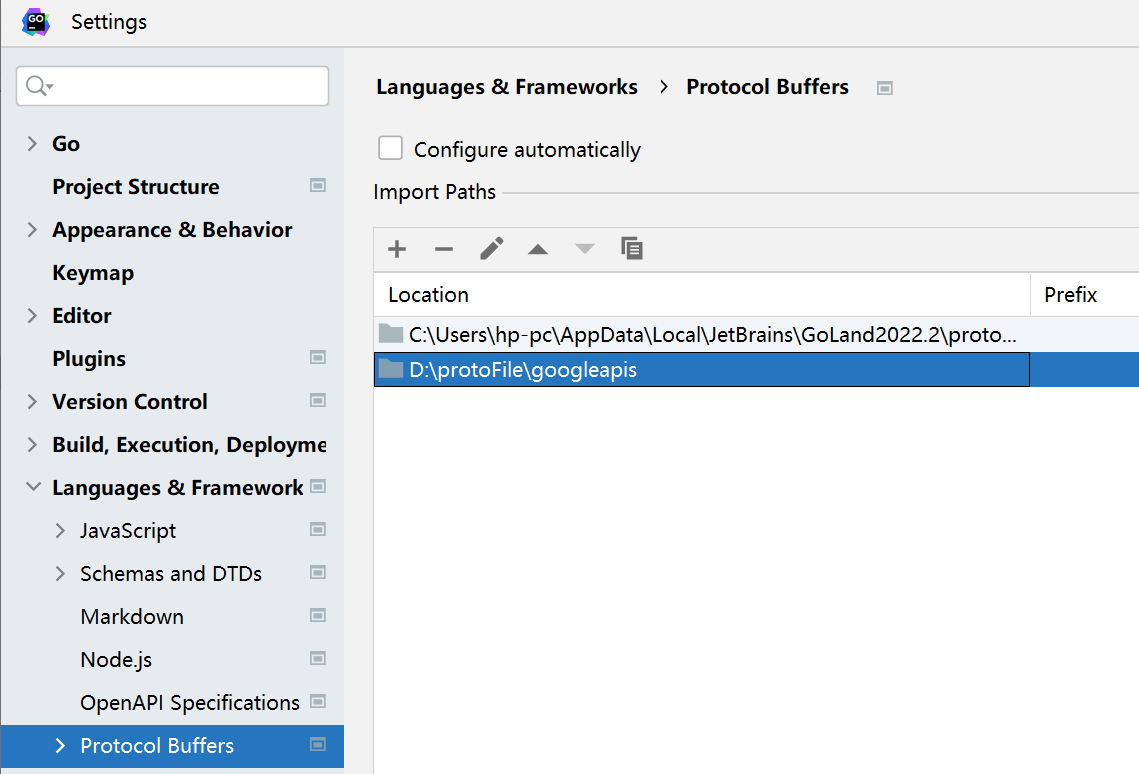 GO
Settings
Languages & Frameworks > Protocol Buffers
Configure automatically
Import Paths
Location Prefix
C:\Users\hp-pc\AppData\Local\JetBrains\GoLand2022.2\proto...
D:\protoFile\googleapis
Go
Project Structure
Appearance & Behavior
Keymap
Editor
Plugins
Version Control
Build, Execution, Deployme
Languages & Framework
JavaScript
Schemas and DTDs
Markdown
Node.js
OpenAPI Specifications
Protocol Buffers